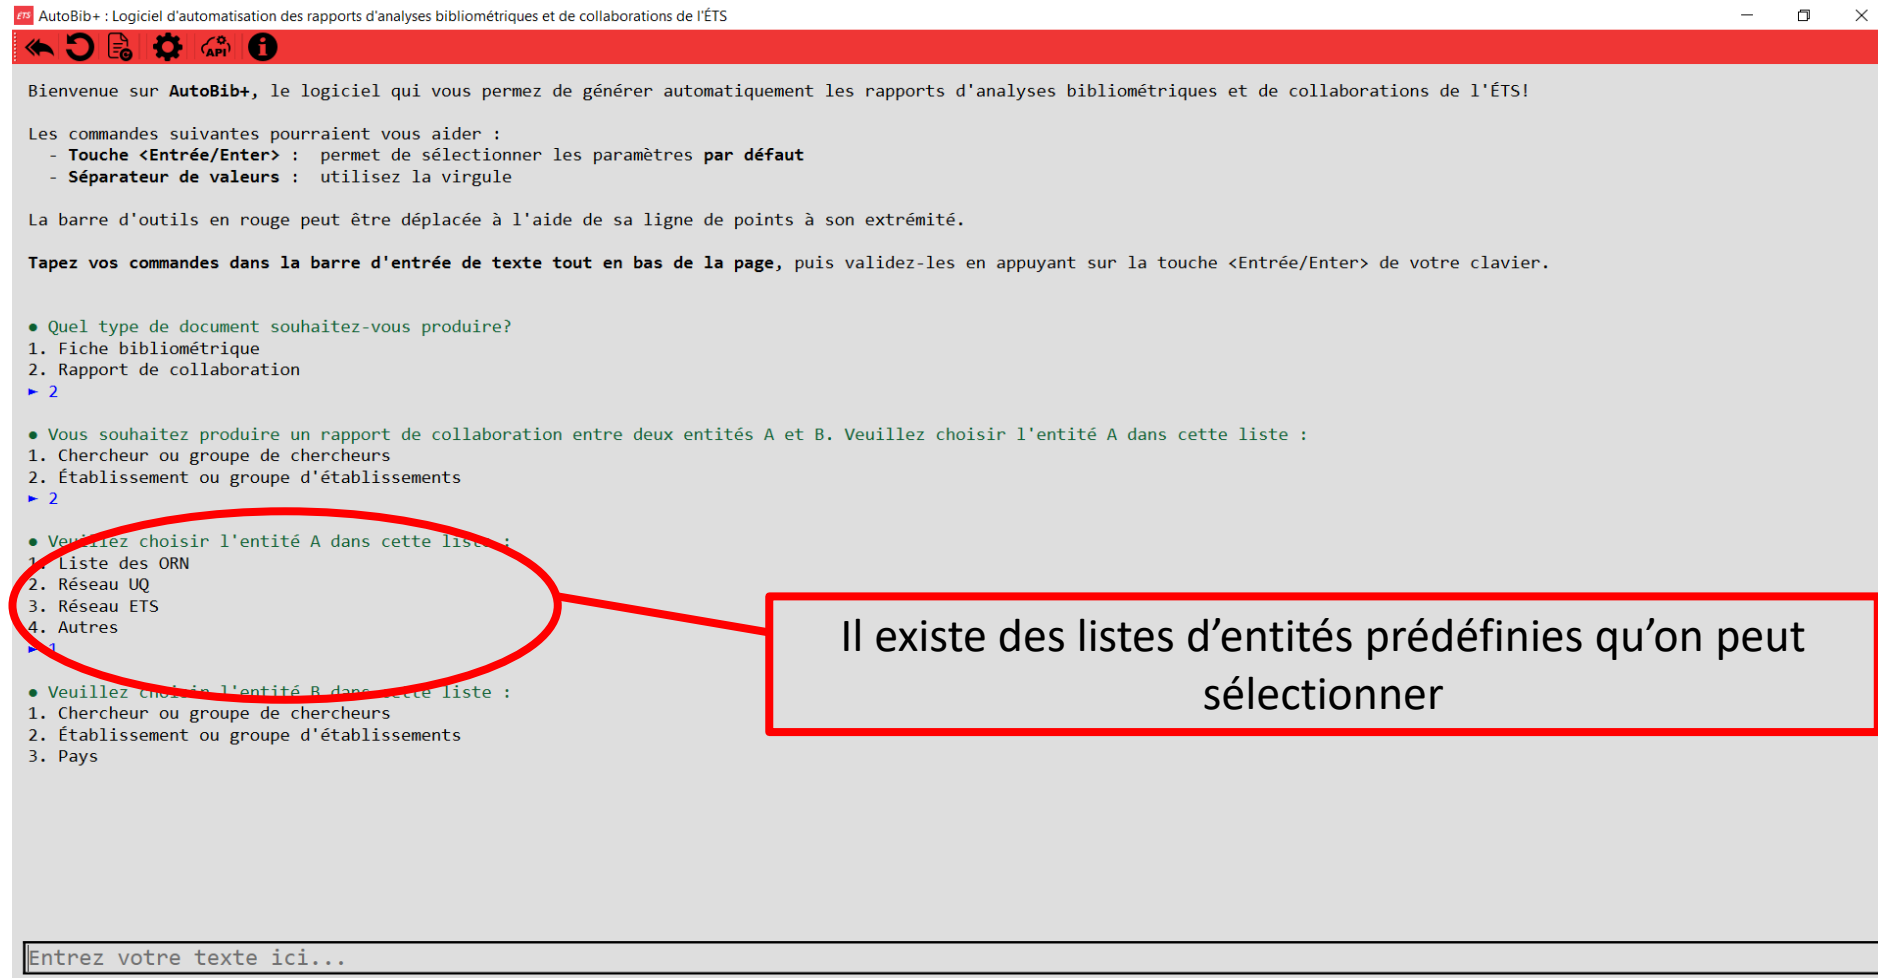 ETS AutoBib+ : Logiciel d'automatisation des rapports d'analyses bibliométriques et de collaborations de l'ÉTS
API
Bienvenue sur AutoBib+, le logiciel qui vous permez de générer automatiquement les rapports d'analyses bibliométriques et de collaborations de l'ÉTS!
Les commandes suivantes pourraient vous aider :
- Touche <Entrée/Enter> : permet de sélectionner les paramètres par défaut
- Séparateur de valeurs : utilisez la virgule
La barre d'outils en rouge peut être déplacée à l'aide de sa ligne de points à son extrémité.
Tapez vos commandes dans la barre d'entrée de texte tout en bas de la page, puis validez-les en appuyant sur la touche <Entrée/Enter> de votre clavier.
● Quel type de document souhaitez-vous produire?
1. Fiche bibliométrique
2. Rapport de collaboration
► 2
● Vous souhaitez produire un rapport de collaboration entre deux entités A et B. Veuillez choisir l'entité A dans cette liste :
1. Chercheur ou groupe de chercheurs
2. Établissement ou groupe d'établissements
► 2
● Veuillez choisir l'entité A dans cette liste :
1. Liste des ORN
2. Réseau UQ
3. Réseau ETS
4. Autres
► 1
● Veuillez choisir l'entité B dans cette liste :
1. Chercheur ou groupe de chercheurs
2. Établissement ou groupe d'établissements
3. Pays
Il existe des listes d’entités prédéfinies qu’on peut
sélectionner
Entrez votre texte ici...